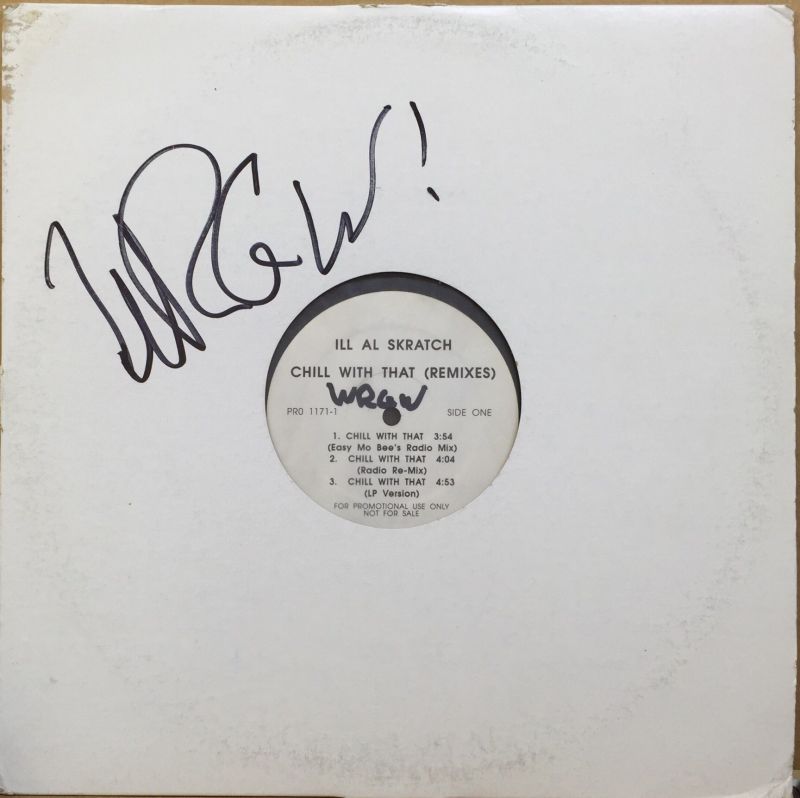 WRGW!
ILL AL SKRATCH
CHILL WITH THAT (REMIXES)
WRGW
PRO 1171-1 SIDE ONE
1. CHILL WITH THAT 3:54
(Easy Mo Bee's Radio Mix)
2. CHILL WITH THAT 4:04
(Radio Re-Mix)
3. CHILL WITH THAT 4:53
(LP Version)
FOR PROMOTIONAL USE ONLY
NOT FOR SALE